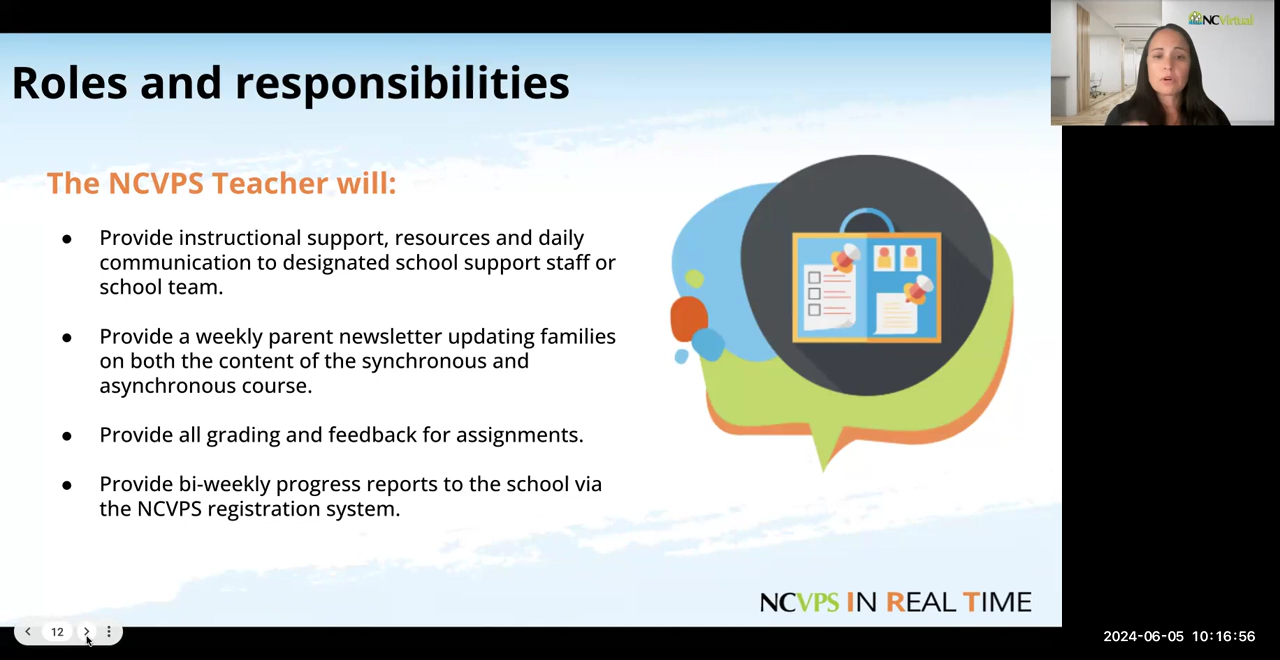 NCVirtual
Roles and responsibilities
The NCVPS Teacher will:
● Provide instructional support, resources and daily
communication to designated school support staff or
school team.
● Provide a weekly parent newsletter updating families
on both the content of the synchronous and
asynchronous course.
● Provide all grading and feedback for assignments.
● Provide bi-weekly progress reports to the school via
the NCVPS registration system.
NCVPS IN REAL TIME
12
2024-06-05 10:16:56